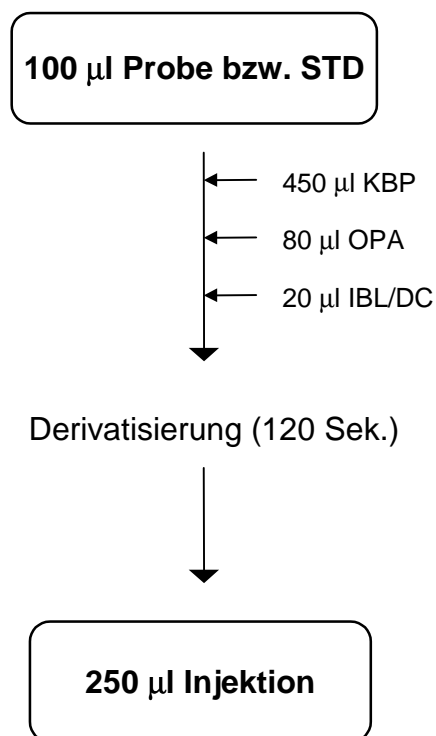 100 µl Probe bzw. STD
450 µl KBP
80 µl OPA
20 µl IBL/DC
Derivatisierung (120 Sek.)
250 µl Injektion